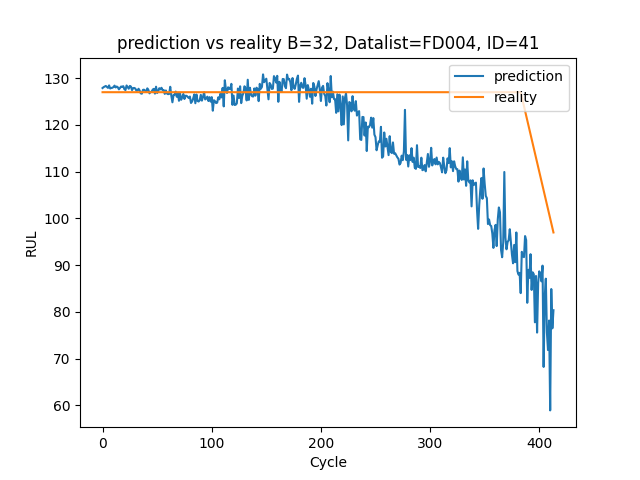 prediction vs reality B=32, Datalist=FD004, ID=41
prediction
reality
RUL
130
120
110
100
90
80
70
60
0
100
200
300
400
Cycle